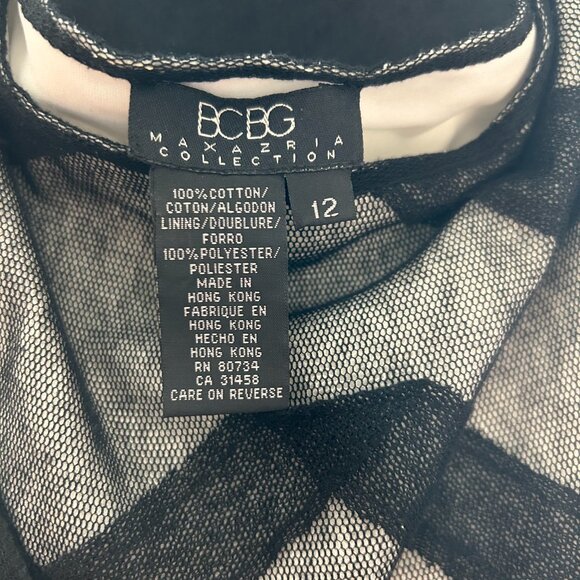 BCBG
MAXAZRIA
COLLECTION
12
100%COTTON/
COTON/ALGODON
LINING/DOUBLURE/
FORRO
100%POLYESTER/
POLIESTER
MADE IN
HONG KONG
FABRIQUE EN
HONG KONG
HECHO EN
HONG KONG
RN 80734
CA 31458
CARE ON REVERSE